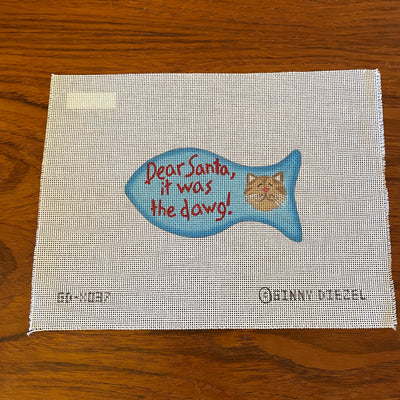 Dear Santa,
it was
the dawg!
GD-X037
©GINNY DIEZEL